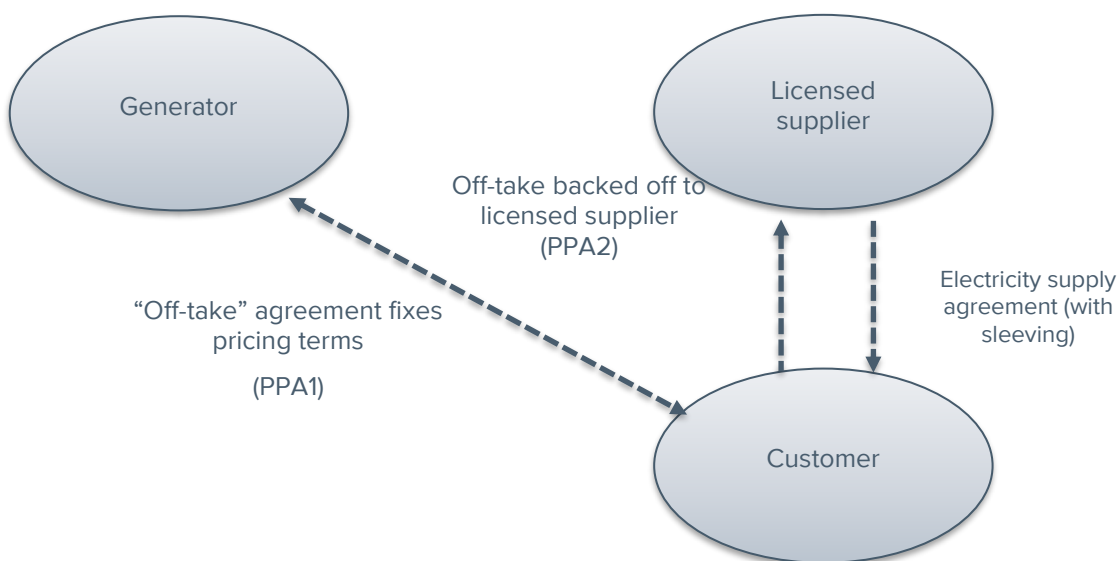 Generator
Licensed
supplier
Off-take backed off to
licensed supplier
(PPA2)
“Off-take” agreement fixes
pricing terms
(PPA1)
Electricity supply
agreement (with
sleeving)
Customer